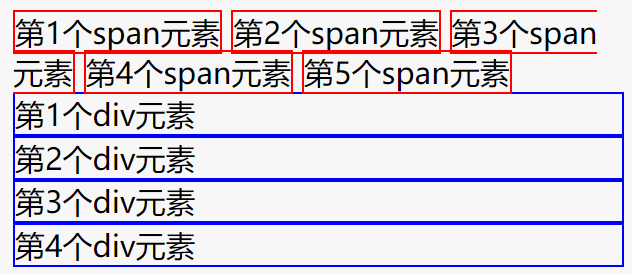 第1个span元素 第2个span元素 第3个span
元素 第4个span元素 第5个span元素
第1个div元素
第2个div元素
第3个div元素
第4个div元素